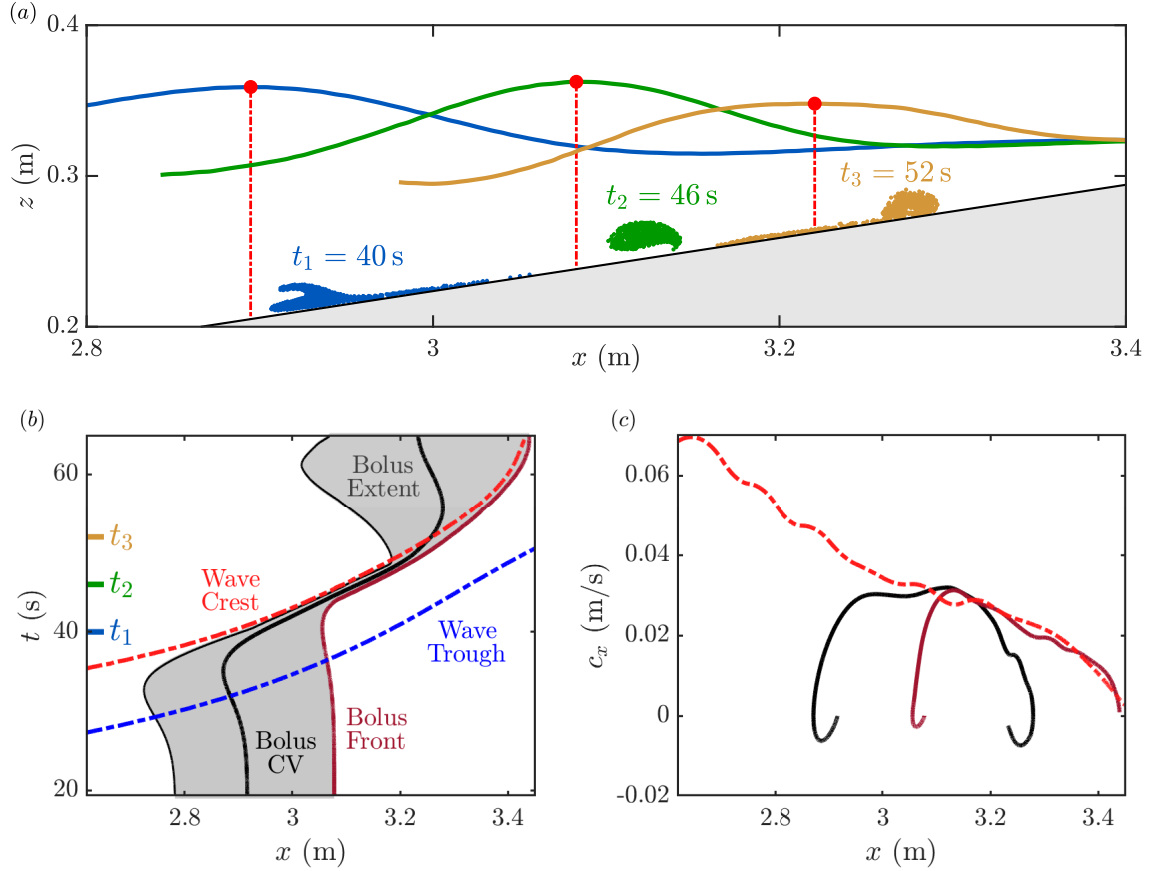 (a)
0.4
0.3
0.2
z (m)
t₁ = 40 s
t₂ = 46 s
t₃ = 52 s
2.8
3
3.2
3.4
x (m)
(b)
60
40
20
t (s)
t₃
t₂
t₁
Bolus
Extent
Wave
Crest
Wave
Trough
Bolus
CV
Bolus
Front
2.8
3
3.2
3.4
x (m)
(c)
0.06
0.04
0.02
0
-0.02
cₓ (m/s)
2.8
3
3.2
3.4
x (m)